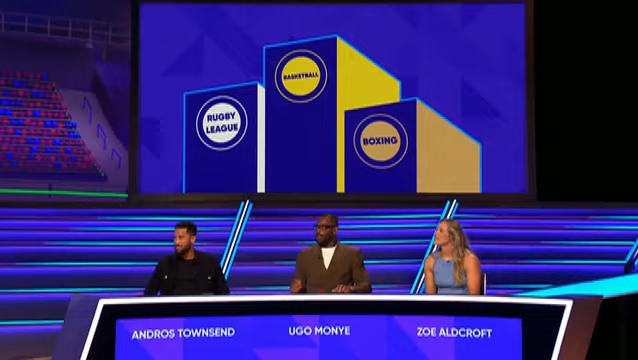 BASKETBALL
RUGBY
LEAGUE
BOXING
ANDROS TOWNSEND
UGO MONYE
ZOE ALDCROFT